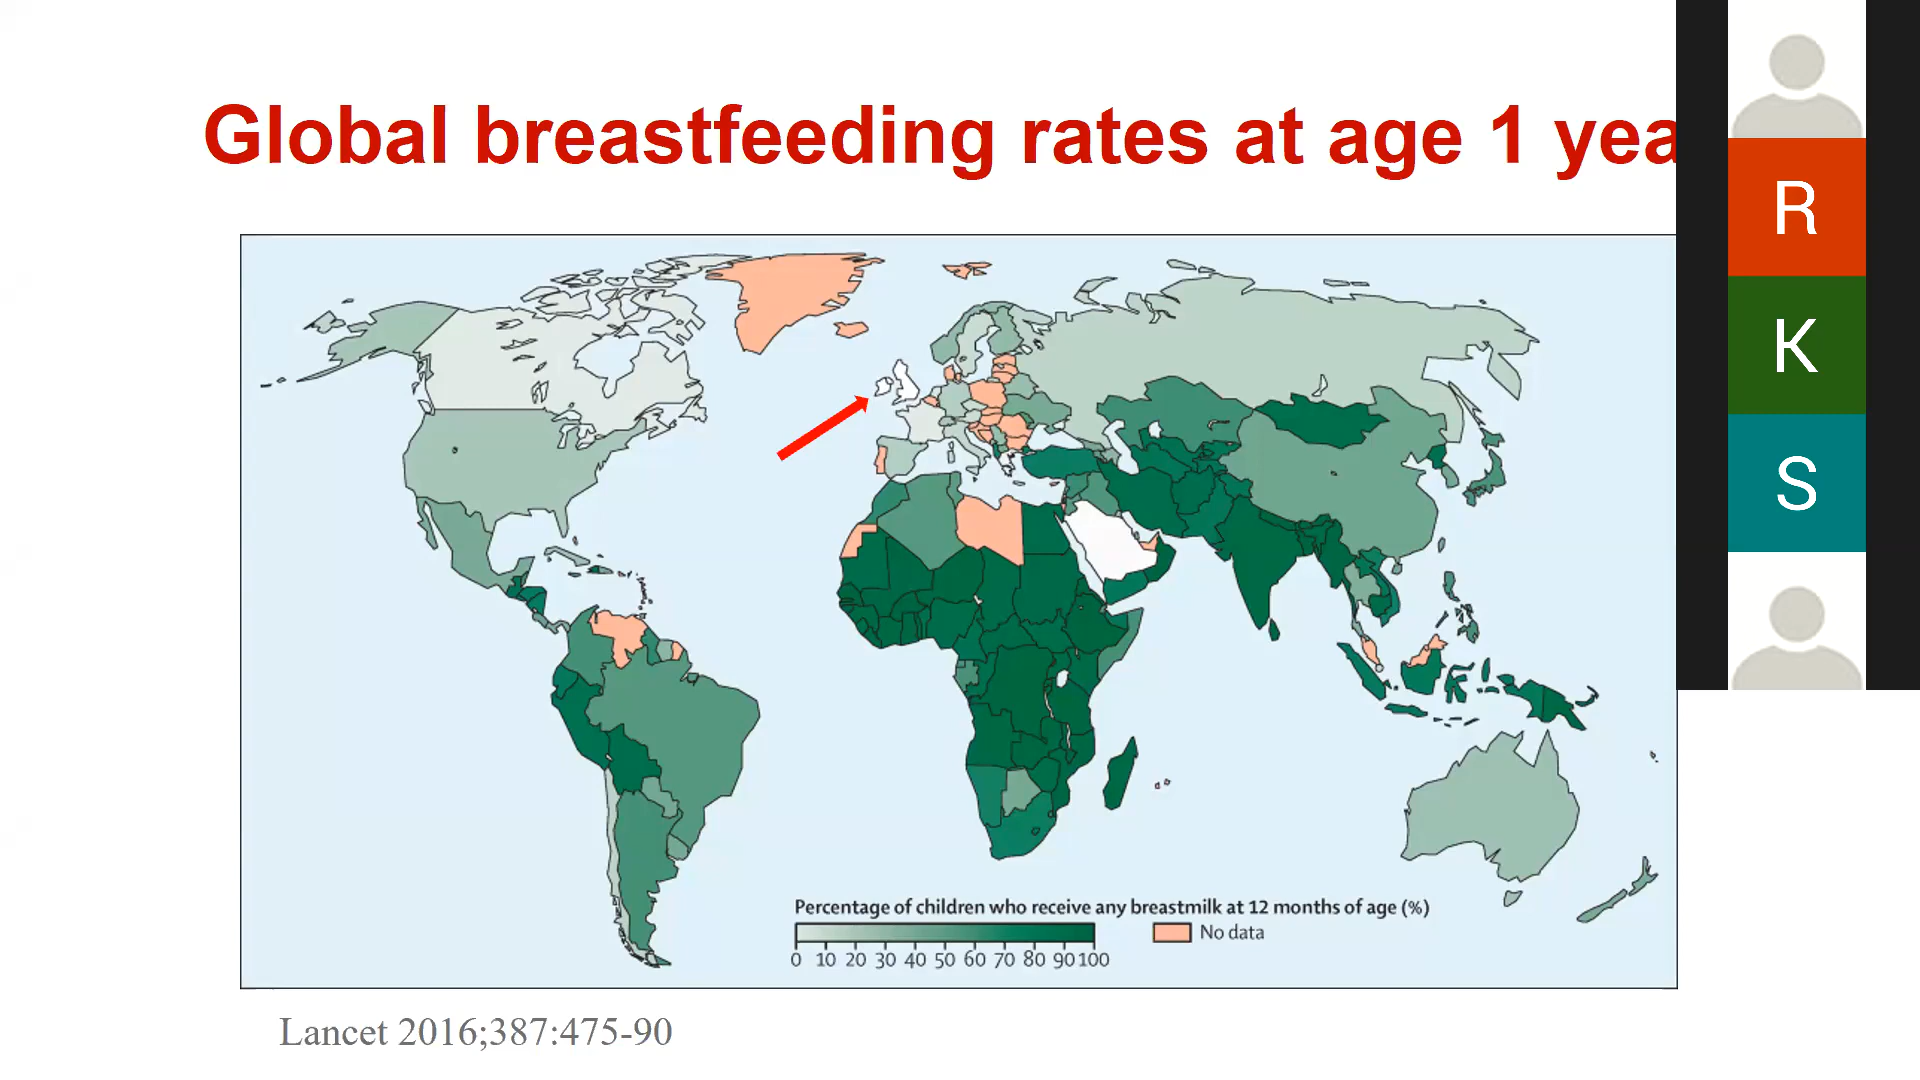 Global breastfeeding rates at age 1 yea
R
K
S
Percentage of children who receive any breastmilk at 12 months of age (%)
No data
0 10 20 30 40 50 60 70 80 90 100
Lancet 2016;387:475-90